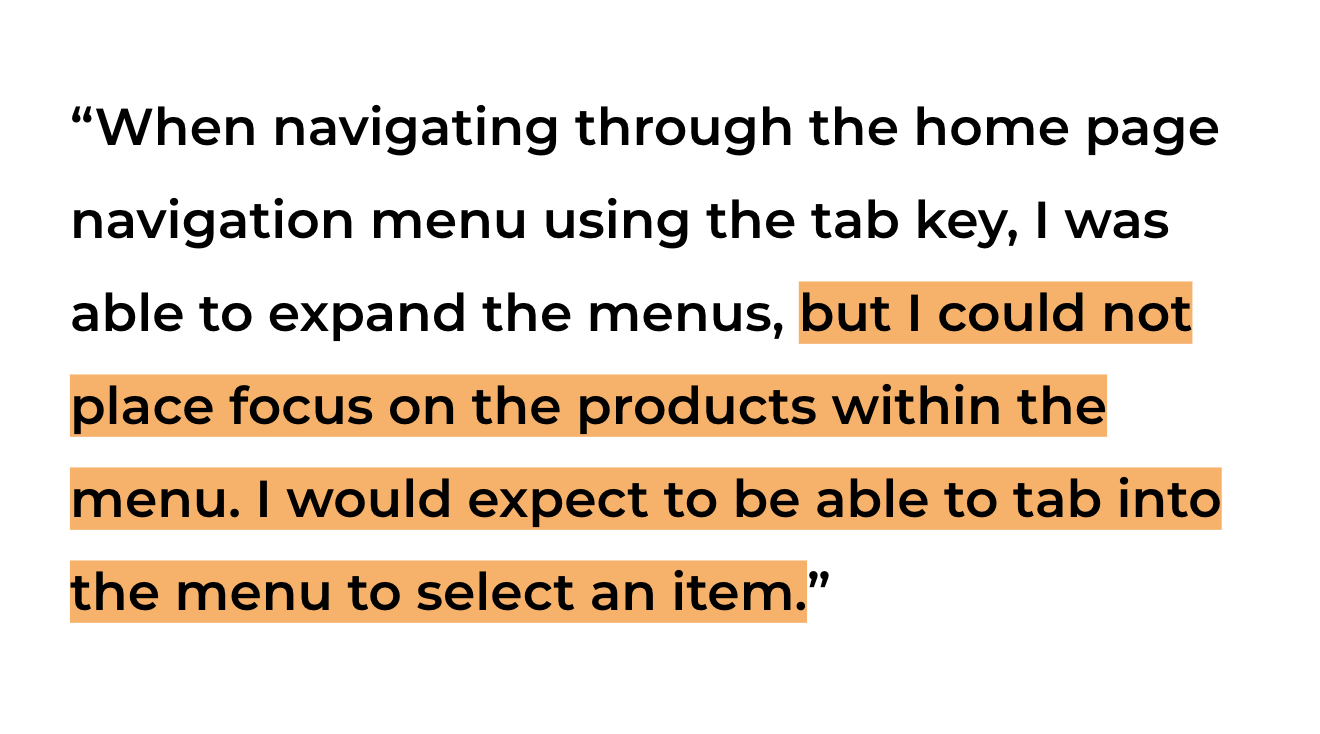 “When navigating through the home page
navigation menu using the tab key, I was
able to expand the menus, but I could not
place focus on the products within the
menu. I would expect to be able to tab into
the menu to select an item.”